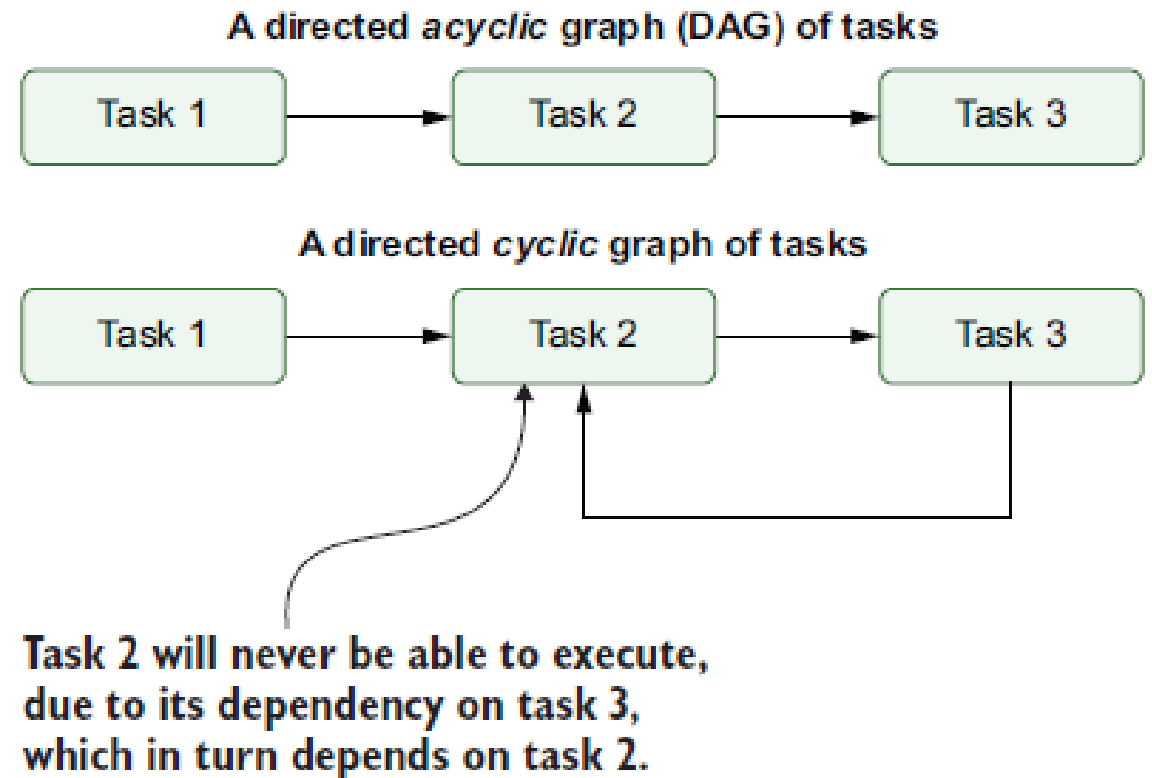 A directed acyclic graph (DAG) of tasks
Task 1
Task 2
Task 3
A directed cyclic graph of tasks
Task 1
Task 2
Task 3
Task 2 will never be able to execute,
due to its dependency on task 3,
which in turn depends on task 2.